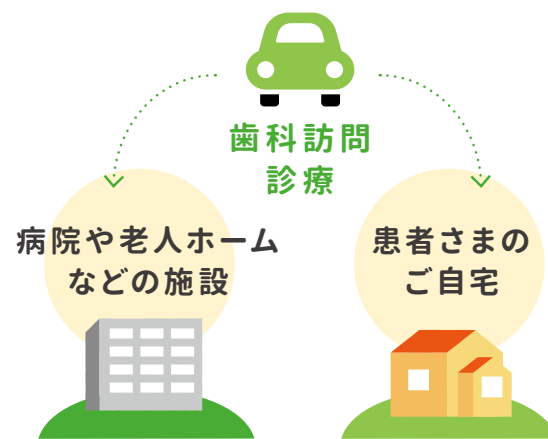 歯科訪問
診療
病院や老人ホーム
などの施設
患者さまの
ご自宅